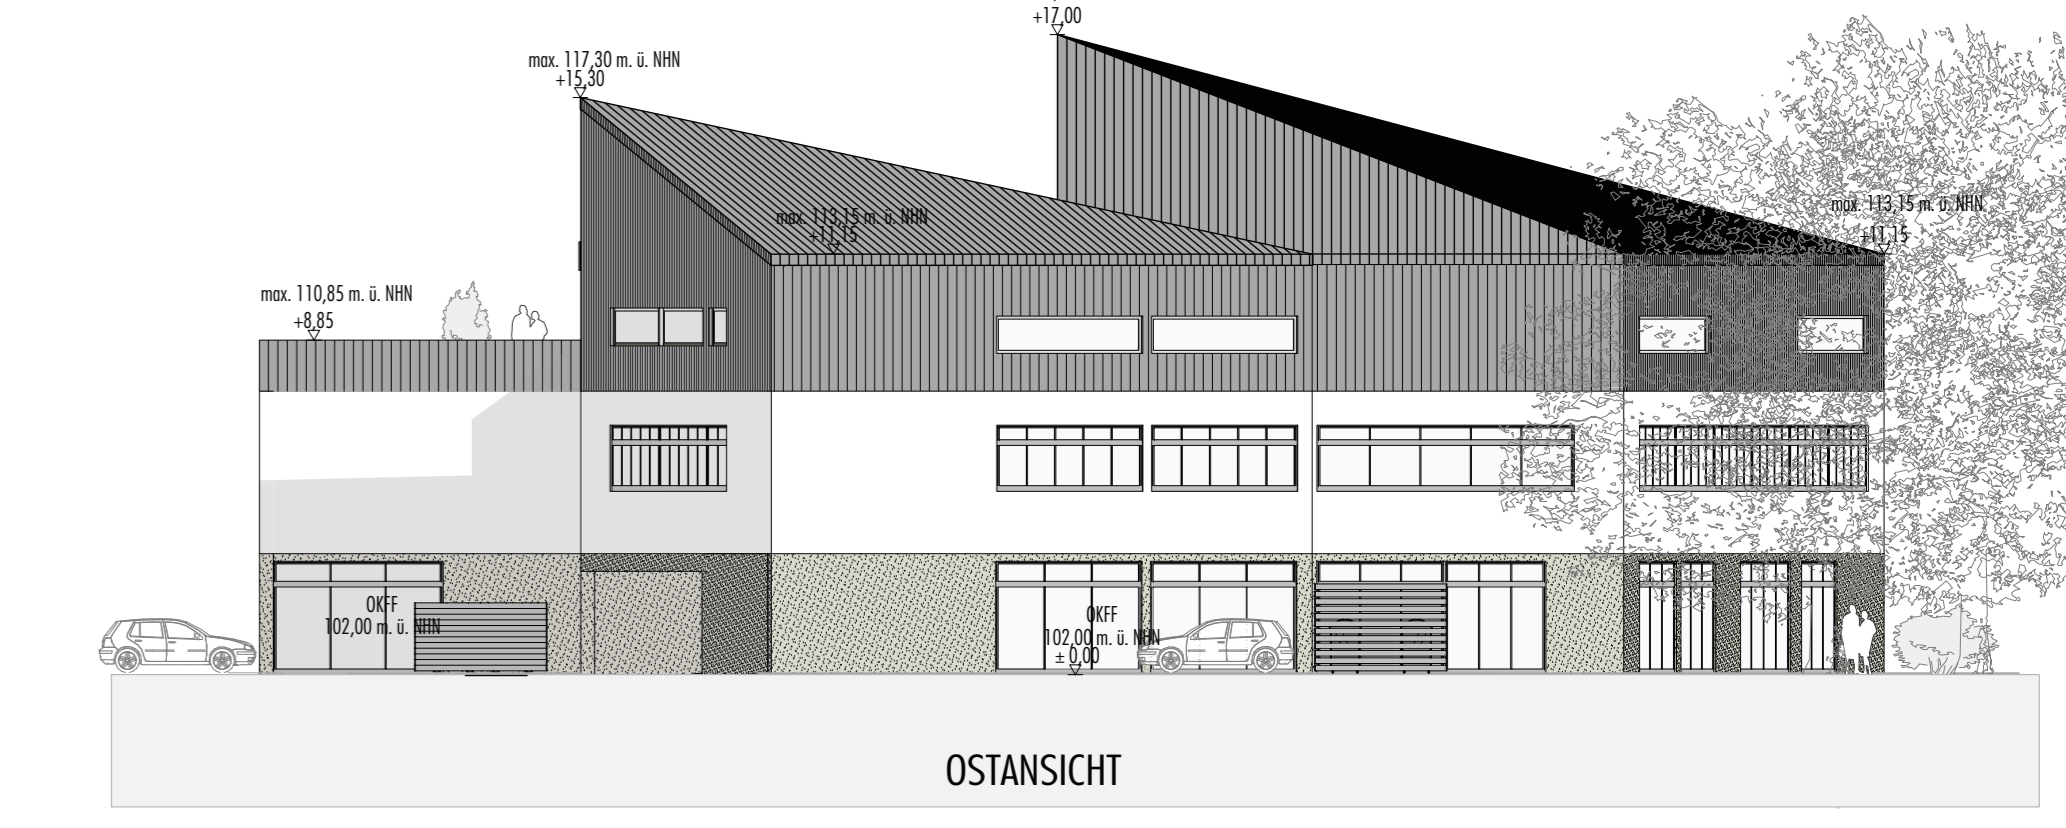 +17,00
max. 117,30 m. ü. NHN
+15,30
max. 113,15 m. ü. NHN
+11,15
max. 113,15 m. ü. NHN
+11,15
max. 110,85 m. ü. NHN
+8,85
OKFF
102,00 m. ü. NHN
OKFF
102,00 m. ü. NHN
± 0,00
OSTANSICHT